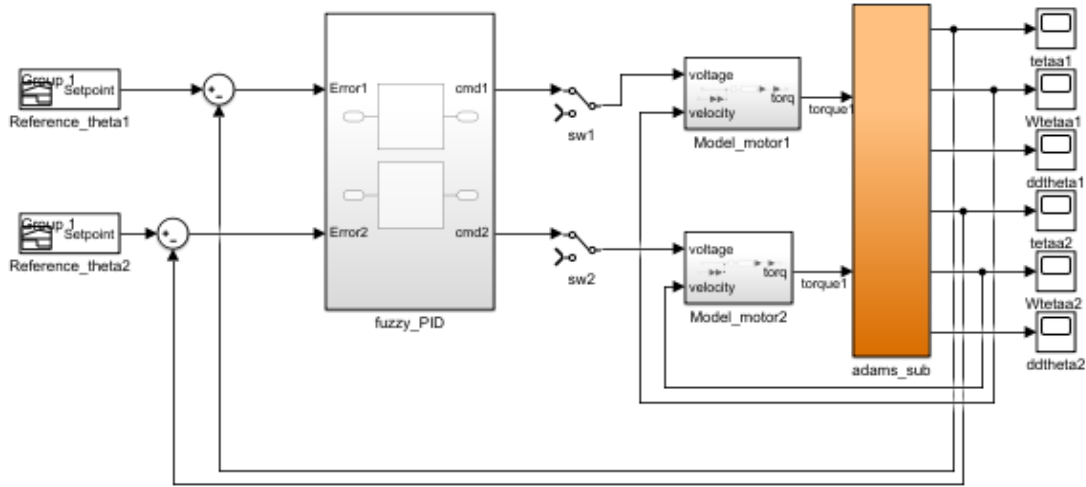 Group 1
Setpoint
Reference_theta1
Group 1
Setpoint
Reference_theta2
Error1
cmd1
Error2
cmd2
fuzzy_PID
sw1
sw2
voltage
velocity
torq
Model_motor1
voltage
velocity
torq
Model_motor2
torque1
torque1
adams_sub
tetaa1
Wtetaa1
ddtheta1
tetaa2
Wtetaa2
ddtheta2